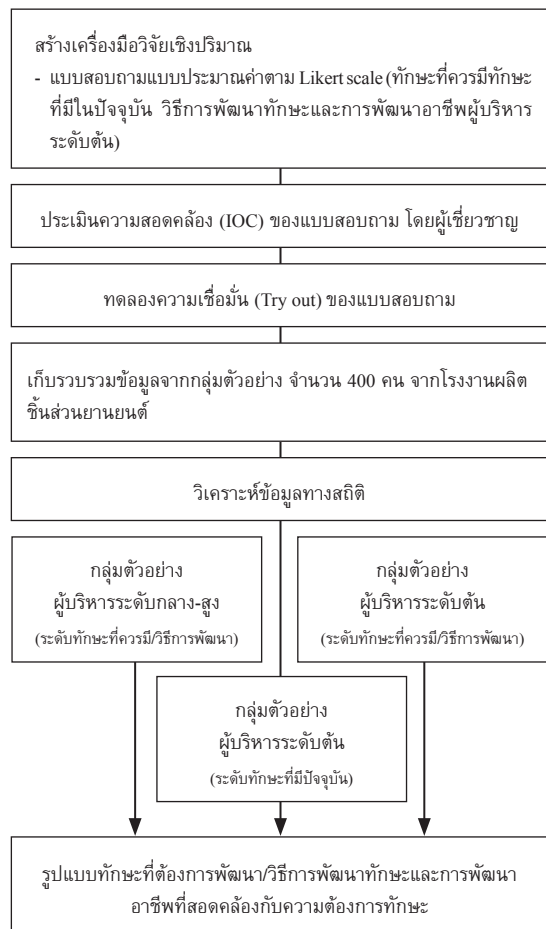 สร้างเครื่องมือวิจัยเชิงปริมาณ
- แบบสอบถามแบบประมาณค่าตาม Likert scale (ทักษะที่ควรมีทักษะ
ที่มีในปัจจุบัน วิธีการพัฒนาทักษะและการพัฒนาอาชีพผู้บริหาร
ระดับต้น)
ประเมินความสอดคล้อง (IOC) ของแบบสอบถาม โดยผู้เชี่ยวชาญ
ทดลองความเชื่อมั่น (Try out) ของแบบสอบถาม
เก็บรวบรวมข้อมูลจากกลุ่มตัวอย่าง จำนวน 400 คน จากโรงงานผลิต
ชิ้นส่วนยานยนต์
วิเคราะห์ข้อมูลทางสถิติ
กลุ่มตัวอย่าง
ผู้บริหารระดับกลาง-สูง
(ระดับทักษะที่ควรมี/วิธีการพัฒนา)
กลุ่มตัวอย่าง
ผู้บริหารระดับต้น
(ระดับทักษะที่ควรมี/วิธีการพัฒนา)
กลุ่มตัวอย่าง
ผู้บริหารระดับต้น
(ระดับทักษะที่มีปัจจุบัน)
รูปแบบทักษะที่ต้องการพัฒนา/วิธีการพัฒนาทักษะและการพัฒนา
อาชีพที่สอดคล้องกับความต้องการทักษะ